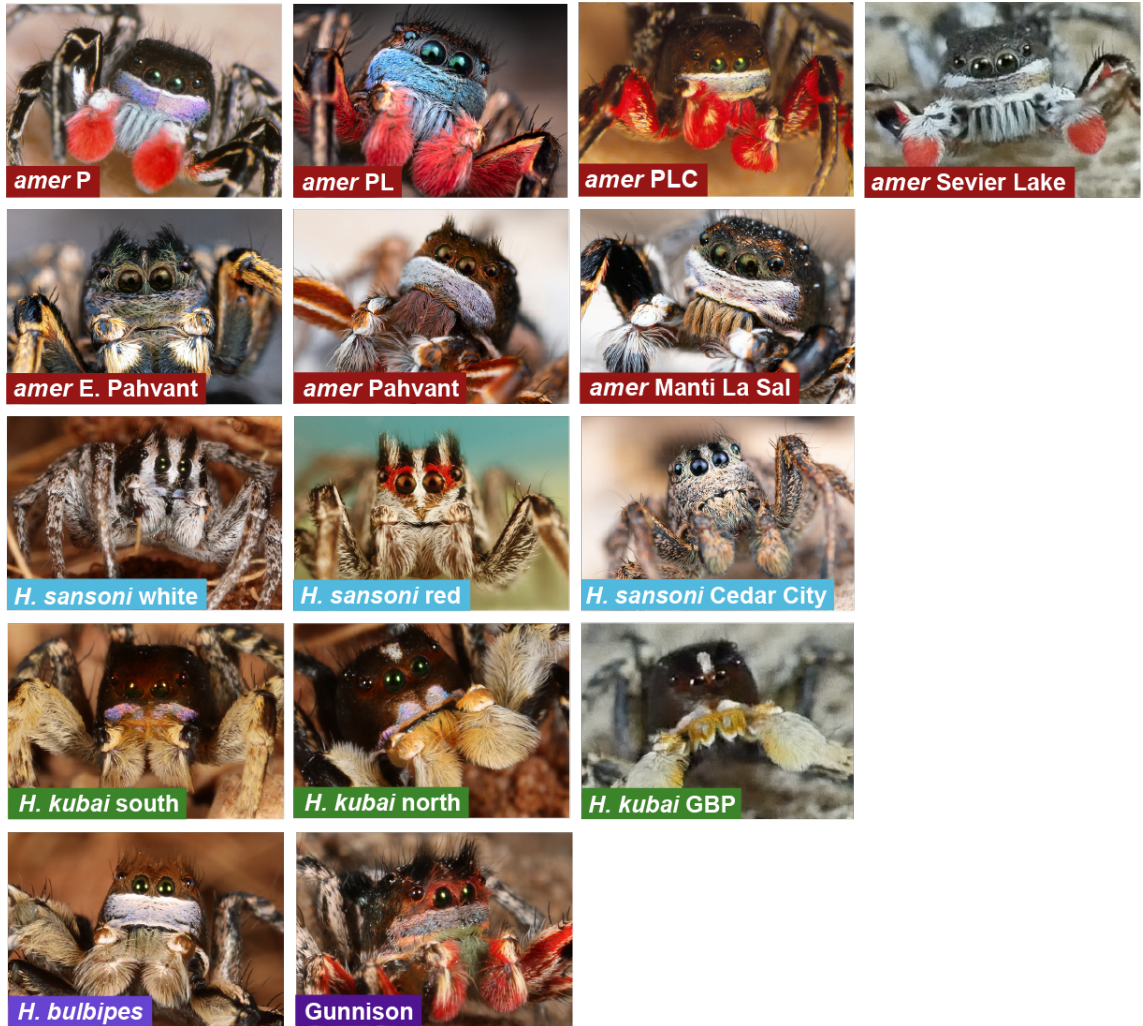 amer P
amer PL
amer PLC
amer Sevier Lake
amer E. Pahvant
amer Pahvant
amer Manti La Sal
H. sansoni white
H. sansoni red
H. sansoni Cedar City
H. kubai south
H. kubai north
H. kubai GBP
H. bulbipes
Gunnison